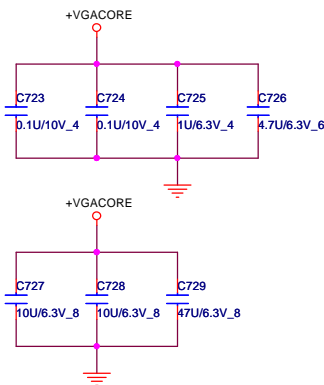 +VGACORE
C723 C724 C725 C726
0.1U/10V_4 0.1U/10V_4 1U/6.3V_4 4.7U/6.3V_6
+VGACORE
C727 C728 C729
10U/6.3V_8 10U/6.3V_8 47U/6.3V_8